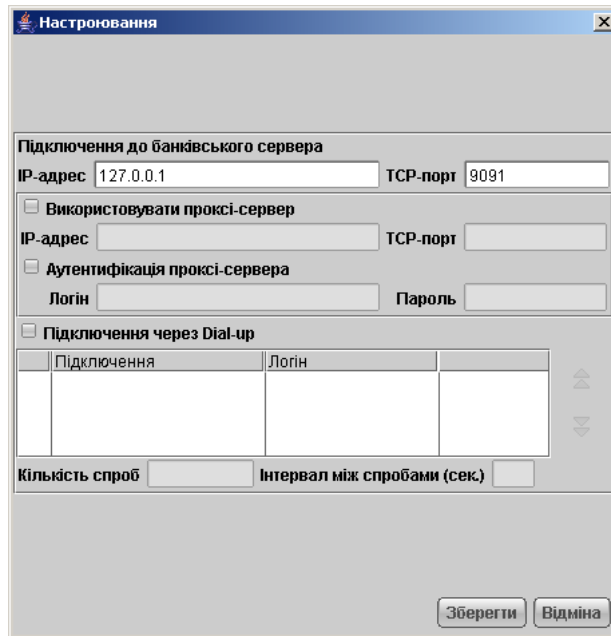 Настроювання
Підключення до банківського сервера
IP-адрес 127.0.0.1 TCP-порт 9091
Використовувати проксі-сервер
IP-адрес TCP-порт
Аутентифікація проксі-сервера
Логін Пароль
Підключення через Dial-up
Підключення Логін
Кількість спроб Інтервал між спробами (сек.)
Зберегти Відміна